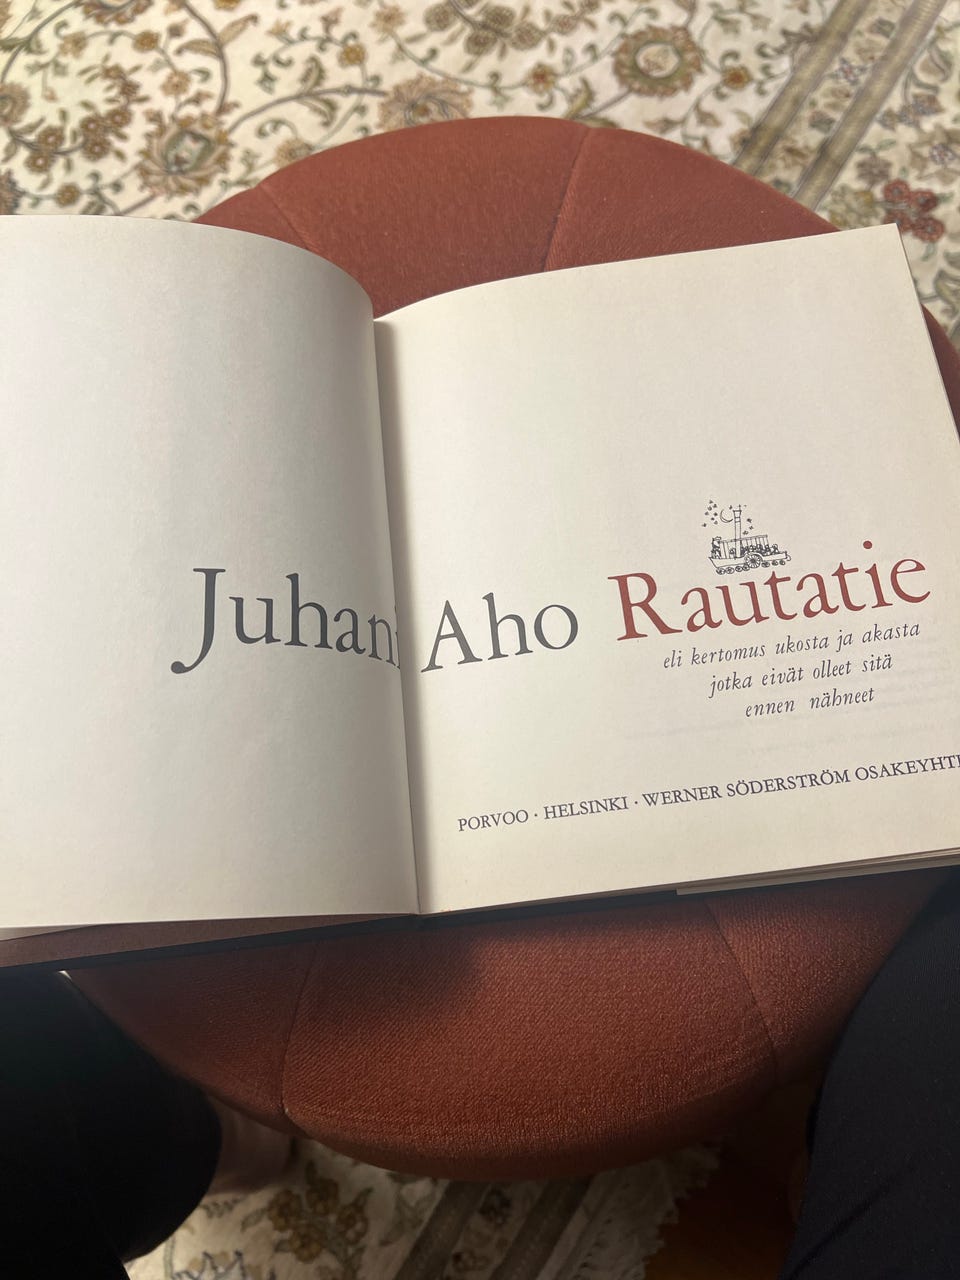 Juhani Aho Rautatie
eli kertomus ukosta ja akasta
jotka eivät olleet sitä
ennen nähneet
PORVOO · HELSINKI · WERNER SÖDERSTRÖM